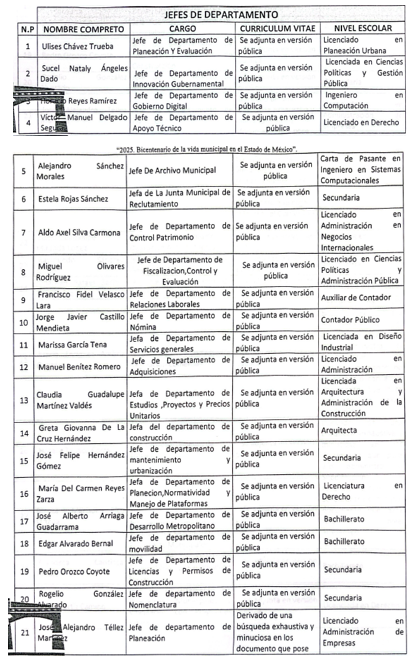 JEFES DE DEPARTAMENTO
N.P
NOMBRE COMPRETO
CARGO
CURRICULUM VITAE
NIVEL ESCOLAR
1
Ulises Chávez Trueba
Jefe de Departamento de
Planeación Y Evaluación
Se adjunta en versión
pública
Licenciado en
Planeación Urbana
2
Sucel Nataly Ángeles
Dado
Jefe de Departamento de
Innovación Gubernamental
Se adjunta en versión
pública
Licenciada en Ciencias
Políticas y Gestión
Pública
Reyes Ramírez
Jefe de Departamento de
Gobierno Digital
Se adjunta en versión
pública
Ingeniero en
Computación
4
Víctor Manuel Delgado
Jefe de Departamento de
Apoyo Técnico
Se adjunta en versión
pública
Licenciado en Derecho
"2025. Bicentenario de la vida municipal en el Estado de México".
5
Alejandro Sánchez
Morales
Jefe De Archivo Municipal
Se adjunta en versión
pública
Carta de Pasante en
Ingeniero en Sistemas
Computacionales
6
Estela Rojas Sánchez
Jefa de La Junta Municipal de
Reclutamiento
Se adjunta en versión
pública
Secundaria
7
Aldo Axel Silva Carmona
Jefe de Departamento de
Control Patrimonio
Se adjunta en versión
pública
Licenciado en
Administración en
Negocios
Internacionales
8
Miguel Olivares
Rodríguez
Jefe de Departamento de
Fiscalizacion,Control y
Evaluación
Se adjunta en versión
pública
Licenciado en Ciencias
Políticas y
Administración Pública
9
Francisco Fidel Velasco
Lara
Jefe de Departamento de
Relaciones Laborales
Se adjunta en versión
pública
Auxiliar de Contador
10
Jorge Javier Castillo
Mendieta
Jefe de Departamento de
Nómina
Se adjunta en versión
pública
Contador Público
11
Marissa García Tena
Jefe de Departamento de
Servicios generales
Se adjunta en versión
pública
Licenciada en Diseño
Industrial
12
Manuel Benítez Romero
Jefe de Departamento de
Adquisiciones
Se adjunta en versión
pública
Licenciado en
Administración
13
Claudia Guadalupe
Martínez Valdés
Jefa de Departamento de
Estudios ,Proyectos y Precios
Unitarios
Se adjunta en versión
pública
Licenciada en
Arquitectura y
Administración de la
Construcción
14
Greta Giovanna De La
Cruz Hernández
Jefa del departamento de
construcción
Se adjunta en versión
pública
Arquitecta
15
José Felipe Hernández
Gómez
Jefe de departamento de
mantenimiento y
urbanización
Se adjunta en versión
pública
Secundaria
16
María Del Carmen Reyes
Zarza
Jefa de Departamento de
Planecion,Normatividad y
Manejo de Plataformas
Se adjunta en versión
pública
Licenciatura en
Derecho
17
José Alberto Arriaga
Guadarrama
Jefe de Departamento de
Desarrollo Metropolitano
Se adjunta en versión
pública
Bachillerato
18
Edgar Alvarado Bernal
Jefe de Departamento de
movilidad
Se adjunta en versión
pública
Bachillerato
19
Pedro Orozco Coyote
Jefe de Departamento de
Licencias y Permisos de
Construcción
Se adjunta en versión
pública
Secundaria
20
Rogelio González
Alvarado
Jefe de Departamento de
Nomenclatura
Se adjunta en versión
pública
Secundaria
21
José Alejandro Téllez
Jefe de Departamento de
Planeación
Derivado de una
búsqueda exhaustiva y
minuciosa en los
documento que pose
Licenciado en
Administración de
Empresas